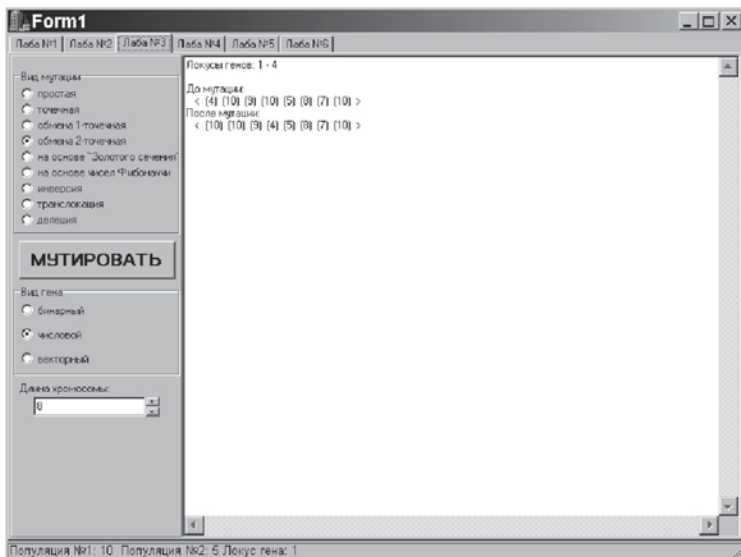 Form1
Лаба №1 Лаба №2 Лаба №3 Лаба №4 Лаба №5 Лаба №6
Вид мутации
простая
точечная
обмена 1-точечная
обмена 2-точечная
на основе "Золотого сечения"
на основе чисел Фибоначчи
инверсия
транслокация
делеция
МУТИРОВАТЬ
Вид гена
бинарный
числовой
векторный
Длина хромосомы:
8
Локусы генов: 1 - 4
До мутации:
< (4) (10) (9) (10) (5) (8) (7) (10) >
После мутации:
< (10) (10) (9) (4) (5) (8) (7) (10) >
Популяция №1: 10 Популяция №2: 5 Локус гена: 1